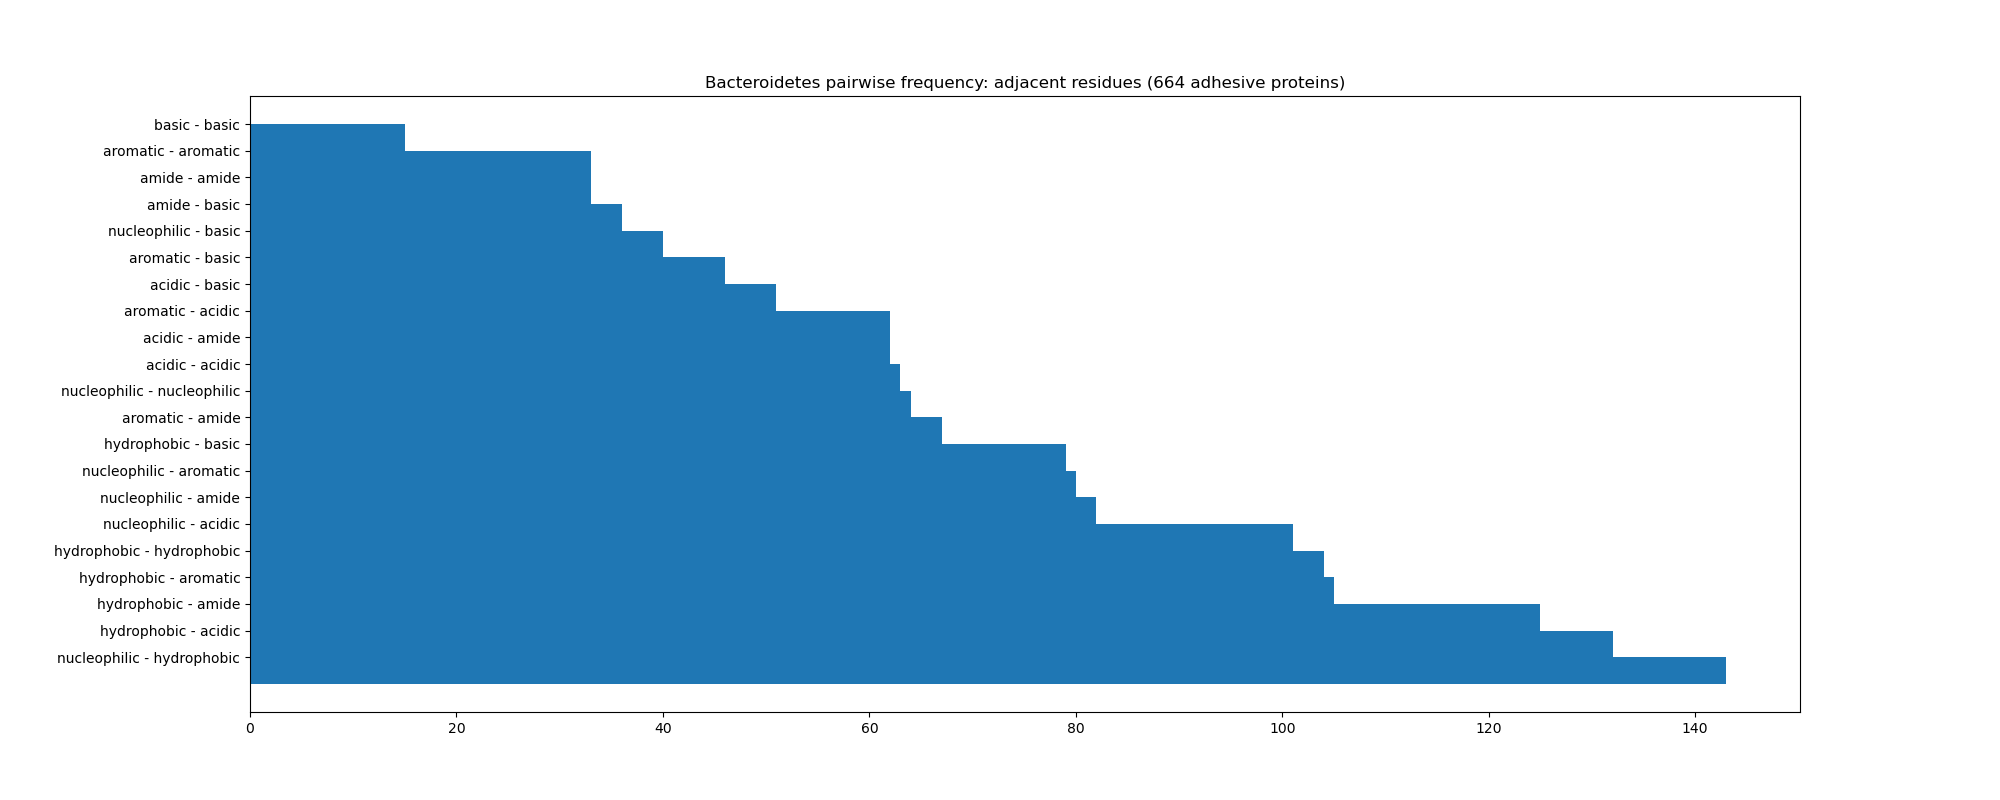 Bacteroidetes pairwise frequency: adjacent residues (664 adhesive proteins)
basic - basic
aromatic - aromatic
amide - amide
amide - basic
nucleophilic - basic
aromatic - basic
acidic - basic
aromatic - acidic
acidic - amide
acidic - acidic
nucleophilic - nucleophilic
aromatic - amide
hydrophobic - basic
nucleophilic - aromatic
nucleophilic - amide
nucleophilic - acidic
hydrophobic - hydrophobic
hydrophobic - aromatic
hydrophobic - amide
hydrophobic - acidic
nucleophilic - hydrophobic
0 20 40 60 80 100 120 140